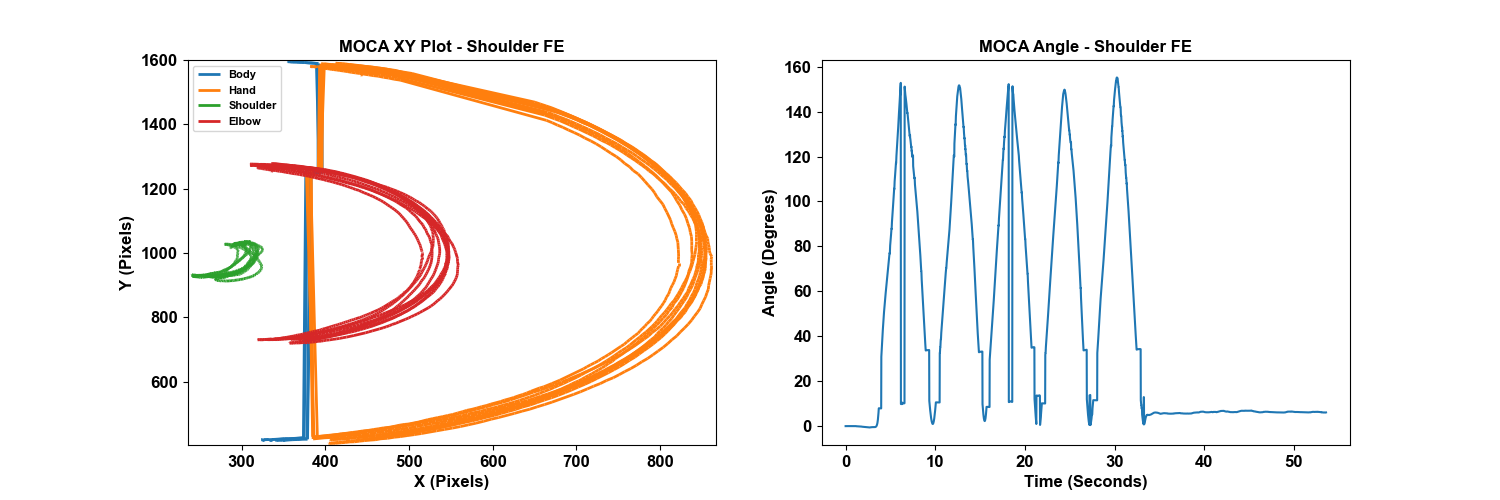 MOCA XY Plot - Shoulder FE
1600
1400
1200
1000
800
600
Y (Pixels)
Body
Hand
Shoulder
Elbow
300 400 500 600 700 800
X (Pixels)
MOCA Angle - Shoulder FE
160
140
120
100
80
60
40
20
0
Angle (Degrees)
0 10 20 30 40 50
Time (Seconds)